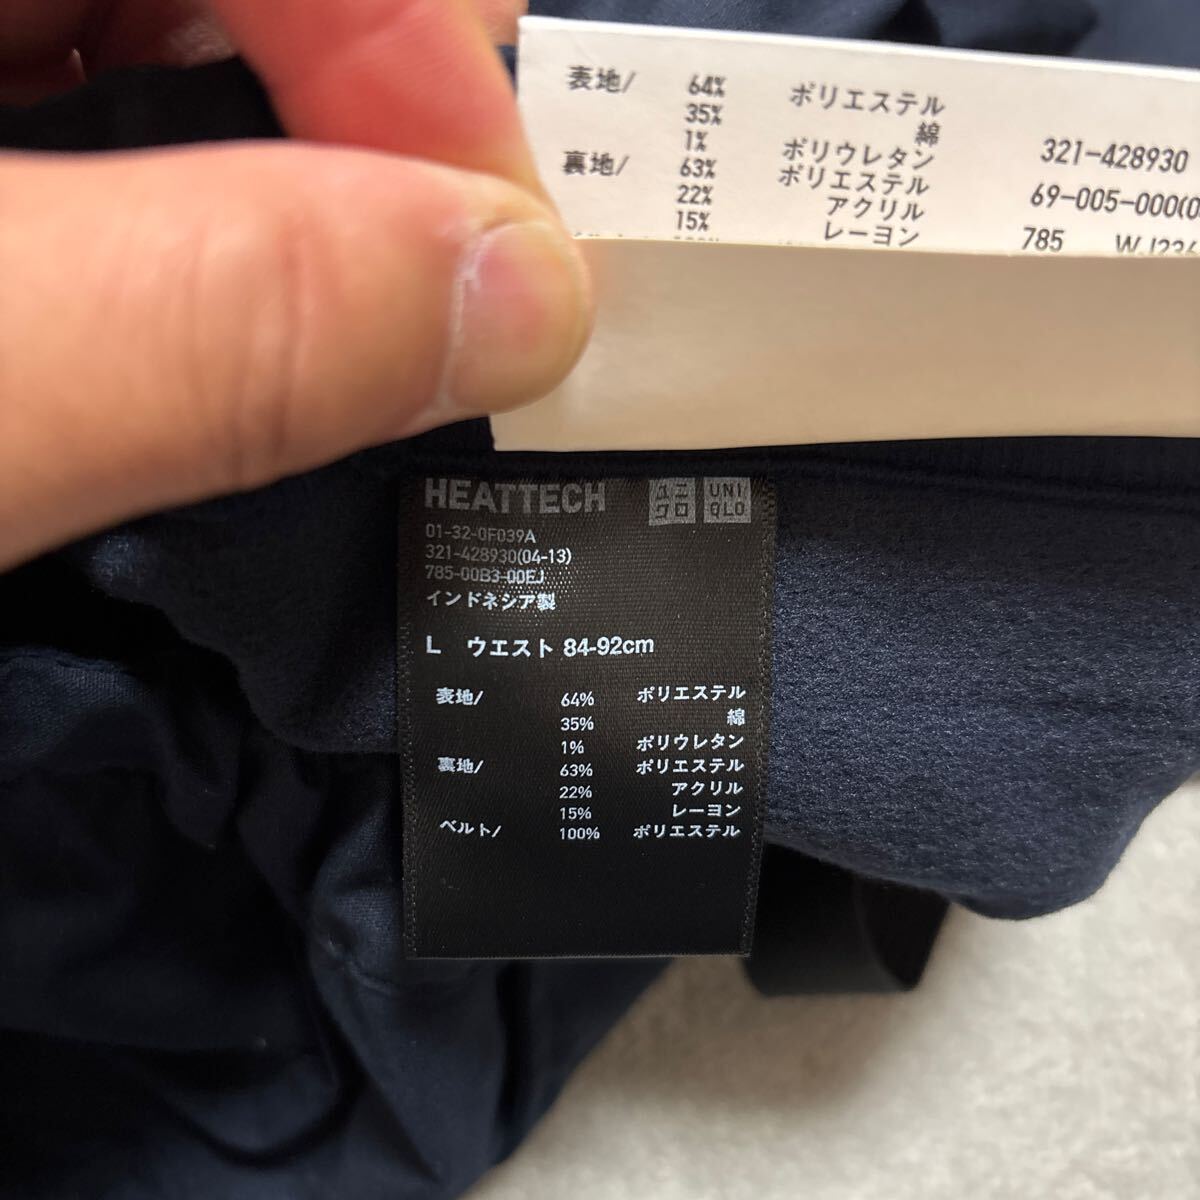 表地/ 64% ポリエステル
35% 綿
1% ポリウレタン
裏地/ 63% ポリエステル
22% アクリル
15% レーヨン
321-428930
69-005-000(0
785 WJ236
HEATTECH
ユニクロ
UNIQLO
01-32-0F039A
321-428930(04-13)
785-00B3-00EJ
インドネシア製
L ウエスト 84-92cm
表地/ 64% ポリエステル
35% 綿
1% ポリウレタン
裏地/ 63% ポリエステル
22% アクリル
15% レーヨン
ベルト/ 100% ポリエステル